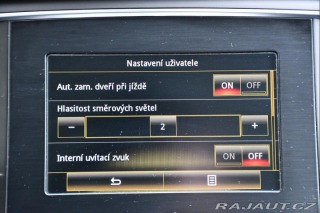 Nastavení uživatele
Aut. zam. dveří při jízdě ON OFF
Hlasitost směrových světel
− 2 +
Interní uvítací zvuk ON OFF
RAJAUT.CZ